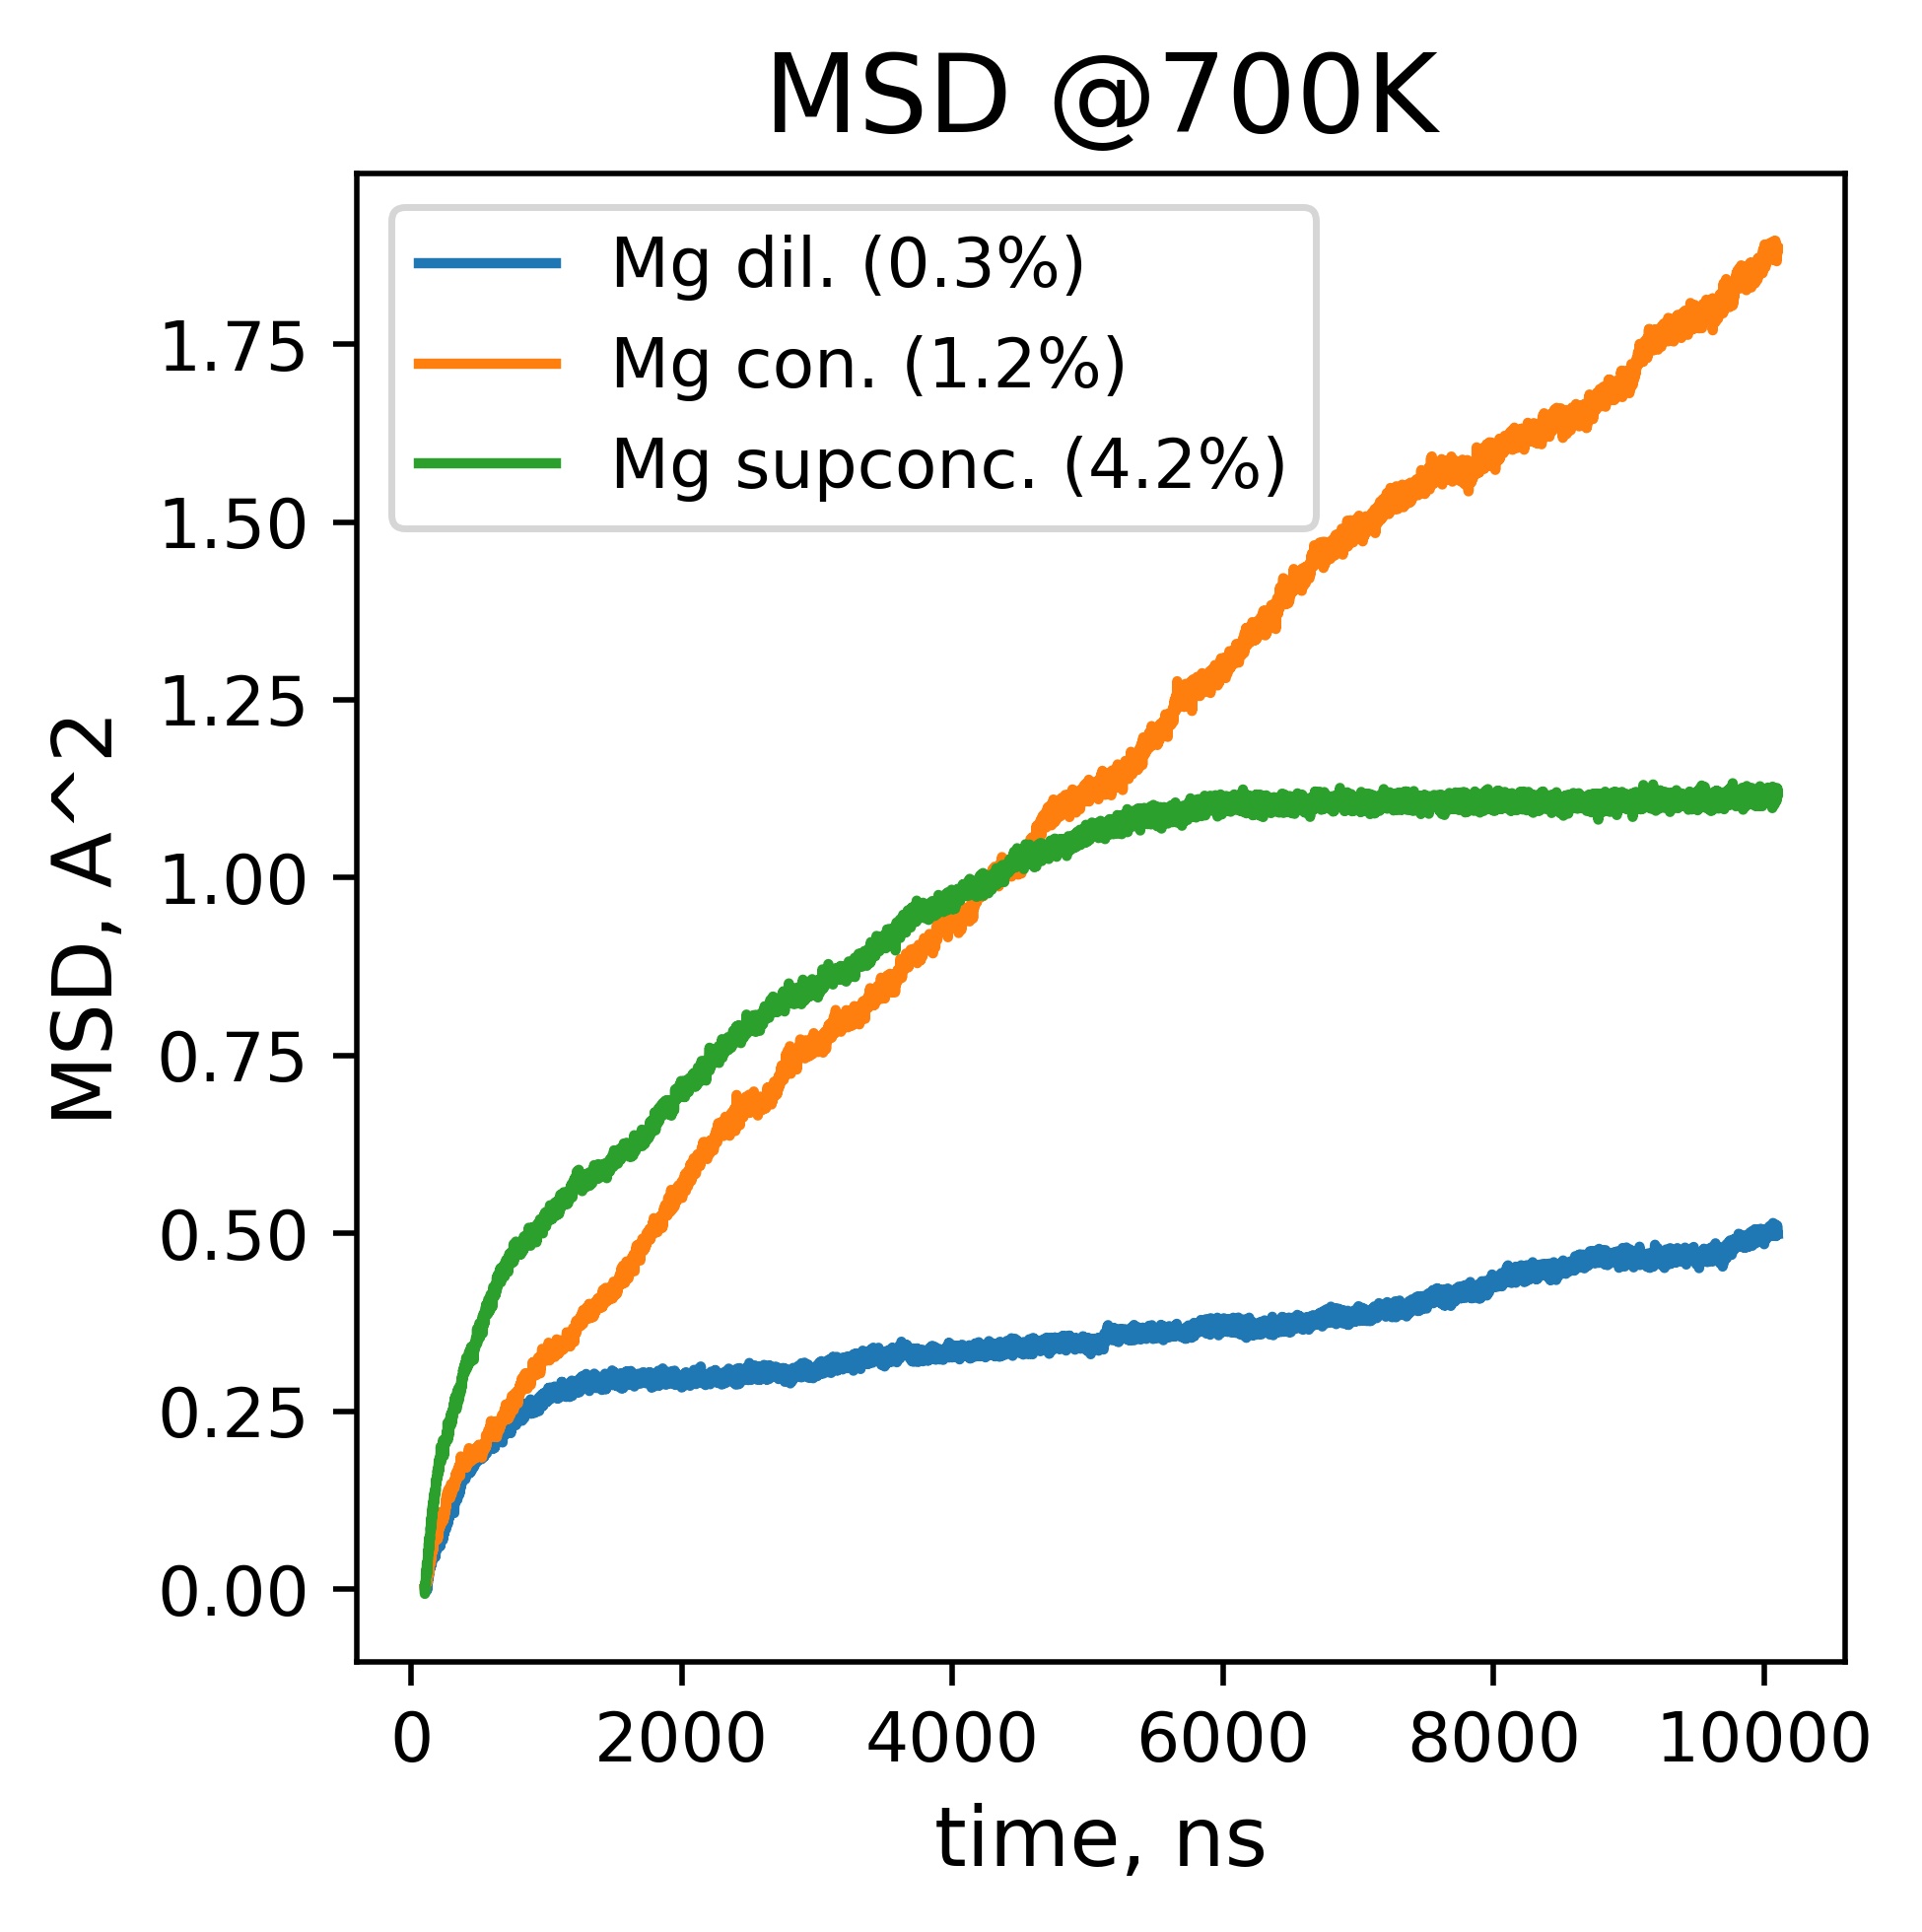 MSD @700K
Mg dil. (0.3%)
Mg con. (1.2%)
Mg supconc. (4.2%)
MSD, A^2
1.75
1.50
1.25
1.00
0.75
0.50
0.25
0.00
0 2000 4000 6000 8000 10000
time, ns